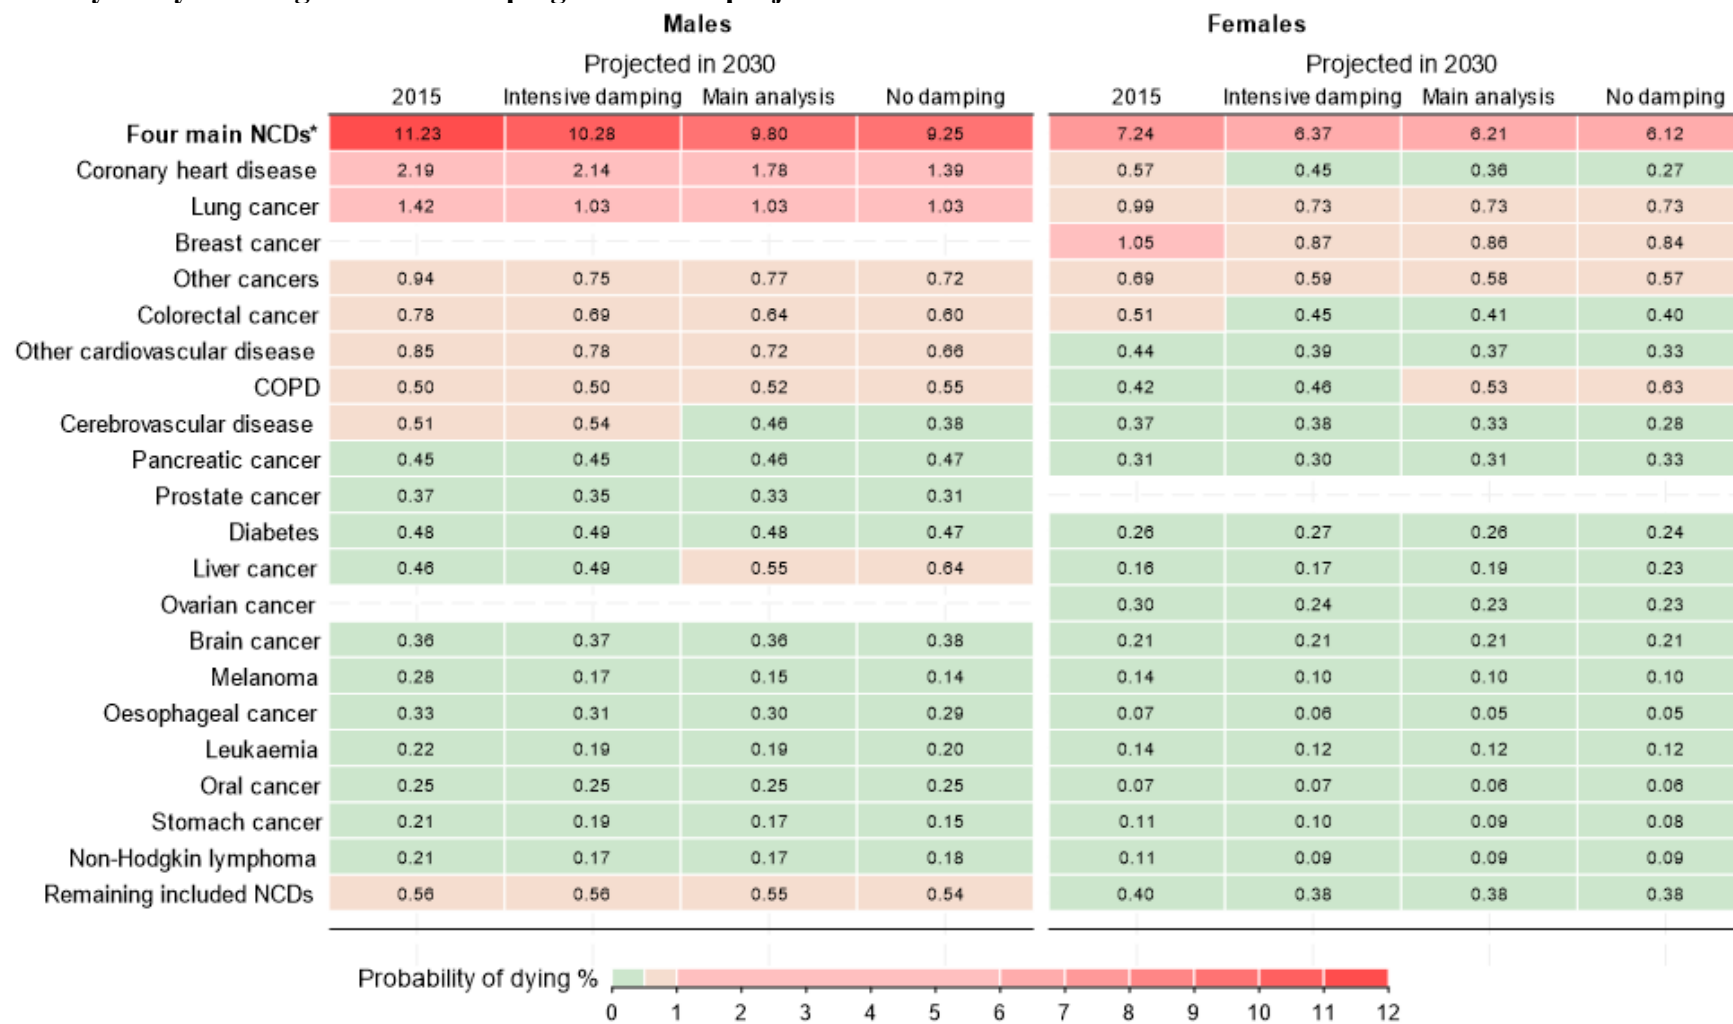 Males Females
Projected in 2030 Projected in 2030
2015 Intensive damping Main analysis No damping 2015 Intensive damping Main analysis No damping
Four main NCDs* 11.23 10.28 9.80 9.25 7.24 6.37 6.21 6.12
Coronary heart disease 2.19 2.14 1.78 1.39 0.57 0.45 0.36 0.27
Lung cancer 1.42 1.03 1.03 1.03 0.99 0.73 0.73 0.73
Breast cancer 1.05 0.87 0.86 0.84
Other cancers 0.94 0.75 0.77 0.72 0.69 0.59 0.58 0.57
Colorectal cancer 0.78 0.69 0.64 0.60 0.51 0.45 0.41 0.40
Other cardiovascular disease 0.85 0.78 0.72 0.66 0.44 0.39 0.37 0.33
COPD 0.50 0.50 0.52 0.55 0.42 0.46 0.53 0.63
Cerebrovascular disease 0.51 0.54 0.46 0.38 0.37 0.38 0.33 0.28
Pancreatic cancer 0.45 0.45 0.46 0.47 0.31 0.30 0.31 0.33
Prostate cancer 0.37 0.35 0.33 0.31
Diabetes 0.48 0.49 0.48 0.47 0.26 0.27 0.26 0.24
Liver cancer 0.46 0.49 0.55 0.64 0.16 0.17 0.19 0.23
Ovarian cancer 0.30 0.24 0.23 0.23
Brain cancer 0.36 0.37 0.36 0.38 0.21 0.21 0.21 0.21
Melanoma 0.28 0.17 0.15 0.14 0.14 0.10 0.10 0.10
Oesophageal cancer 0.33 0.31 0.30 0.29 0.07 0.06 0.05 0.05
Leukaemia 0.22 0.19 0.19 0.20 0.14 0.12 0.12 0.12
Oral cancer 0.25 0.25 0.25 0.25 0.07 0.07 0.06 0.06
Stomach cancer 0.21 0.19 0.17 0.15 0.11 0.10 0.09 0.08
Non-Hodgkin lymphoma 0.21 0.17 0.17 0.18 0.11 0.09 0.09 0.09
Remaining included NCDs 0.56 0.56 0.55 0.54 0.40 0.38 0.38 0.38
Probability of dying %
0 1 2 3 4 5 6 7 8 9 10 11 12